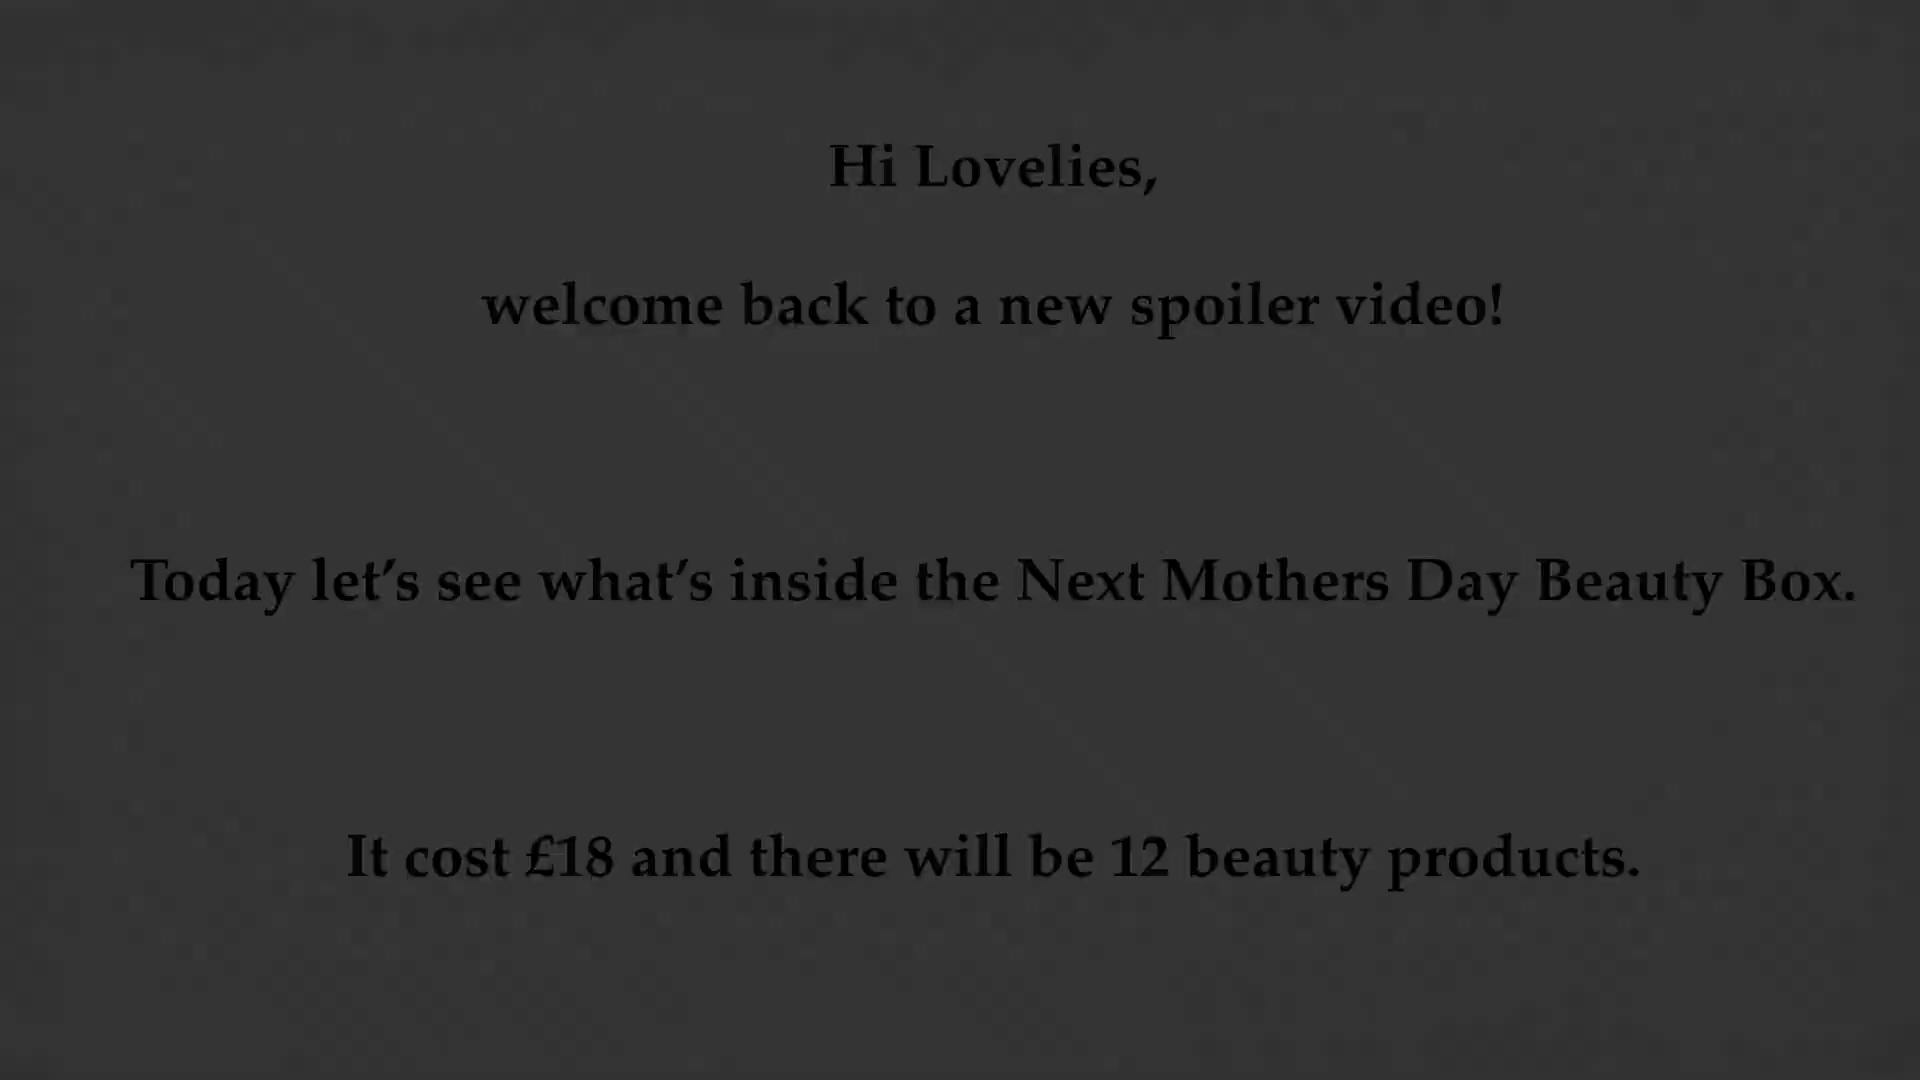 Hi Lovelies,
welcome back to a new spoiler video!
Today let’s see what’s inside the Next Mothers Day Beauty Box.
It cost £18 and there will be 12 beauty products.